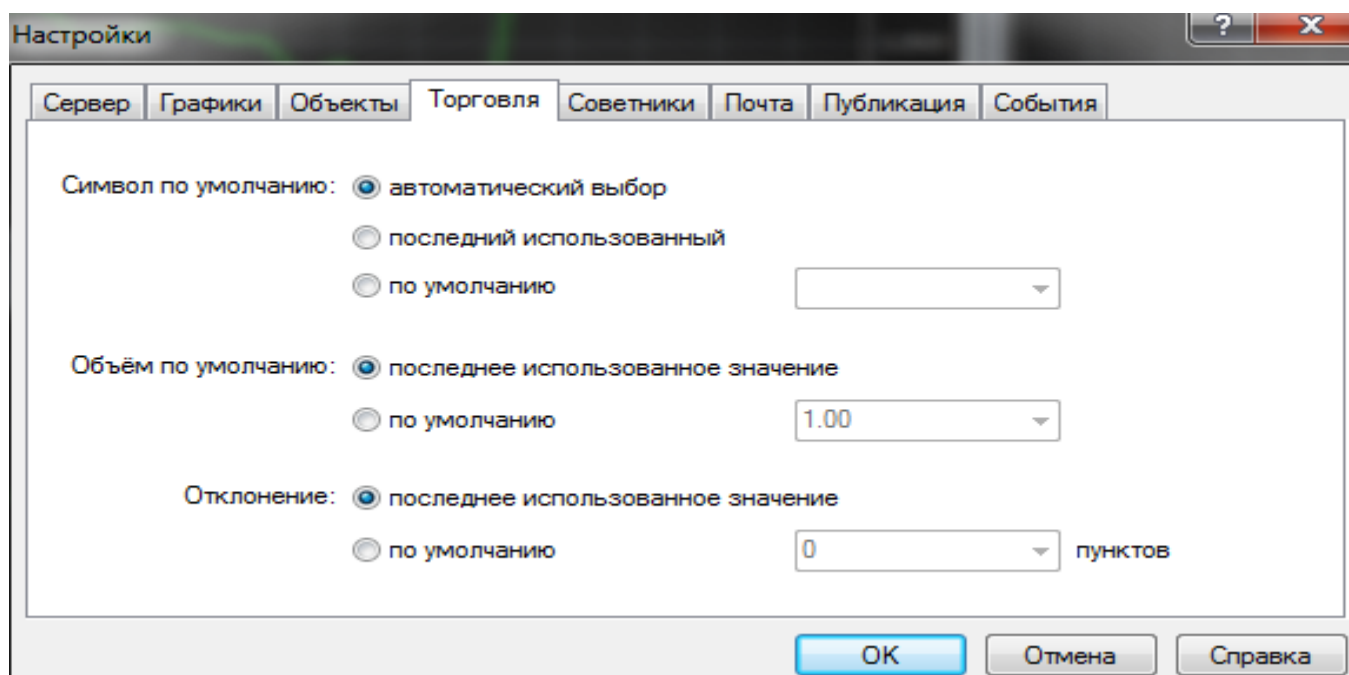 Настройки
?
X
Сервер Графики Объекты Торговля Советники Почта Публикация События
Символ по умолчанию: автоматический выбор
последний использованный
по умолчанию
Объём по умолчанию: последнее использованное значение
по умолчанию 1.00
Отклонение: последнее использованное значение
по умолчанию 0 пунктов
OK Отмена Справка